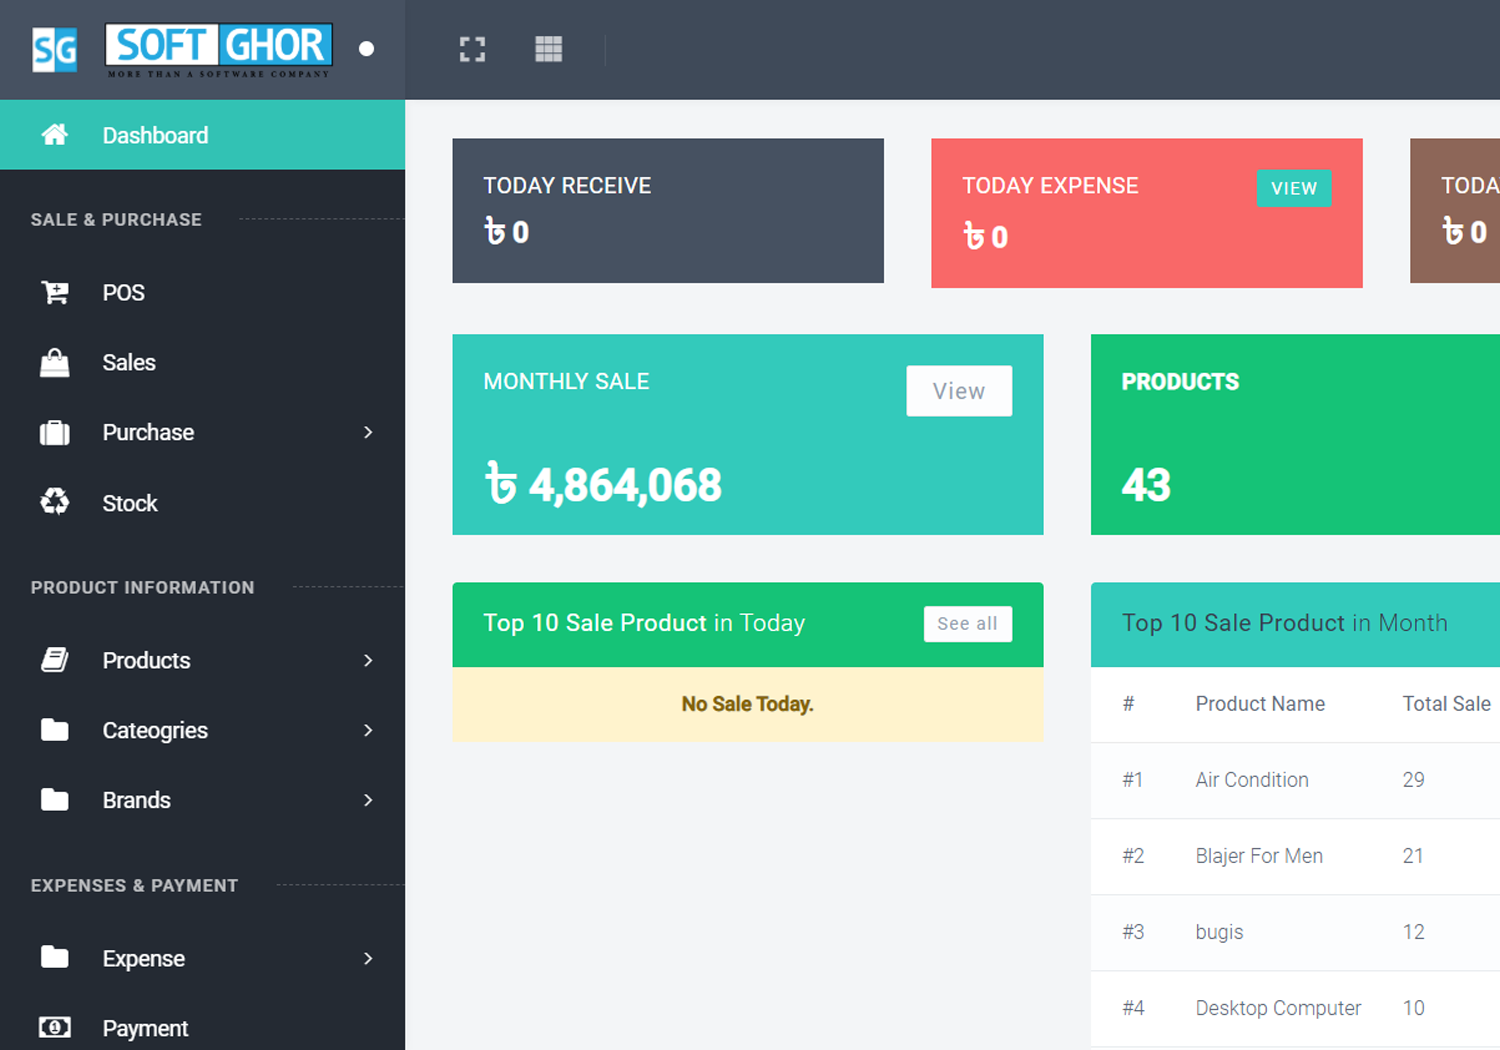 SG
SOFT GHOR
MORE THAN A SOFTWARE COMPANY
Dashboard
SALE & PURCHASE
POS
Sales
Purchase
Stock
PRODUCT INFORMATION
Products
Cateogries
Brands
EXPENSES & PAYMENT
Expense
Payment
TODAY RECEIVE
৳ 0
TODAY EXPENSE
VIEW
৳ 0
TODA
৳ 0
MONTHLY SALE
View
৳ 4,864,068
PRODUCTS
43
Top 10 Sale Product in Today
See all
No Sale Today.
Top 10 Sale Product in Month
# Product Name Total Sale
#1 Air Condition 29
#2 Blajer For Men 21
#3 bugis 12
#4 Desktop Computer 10